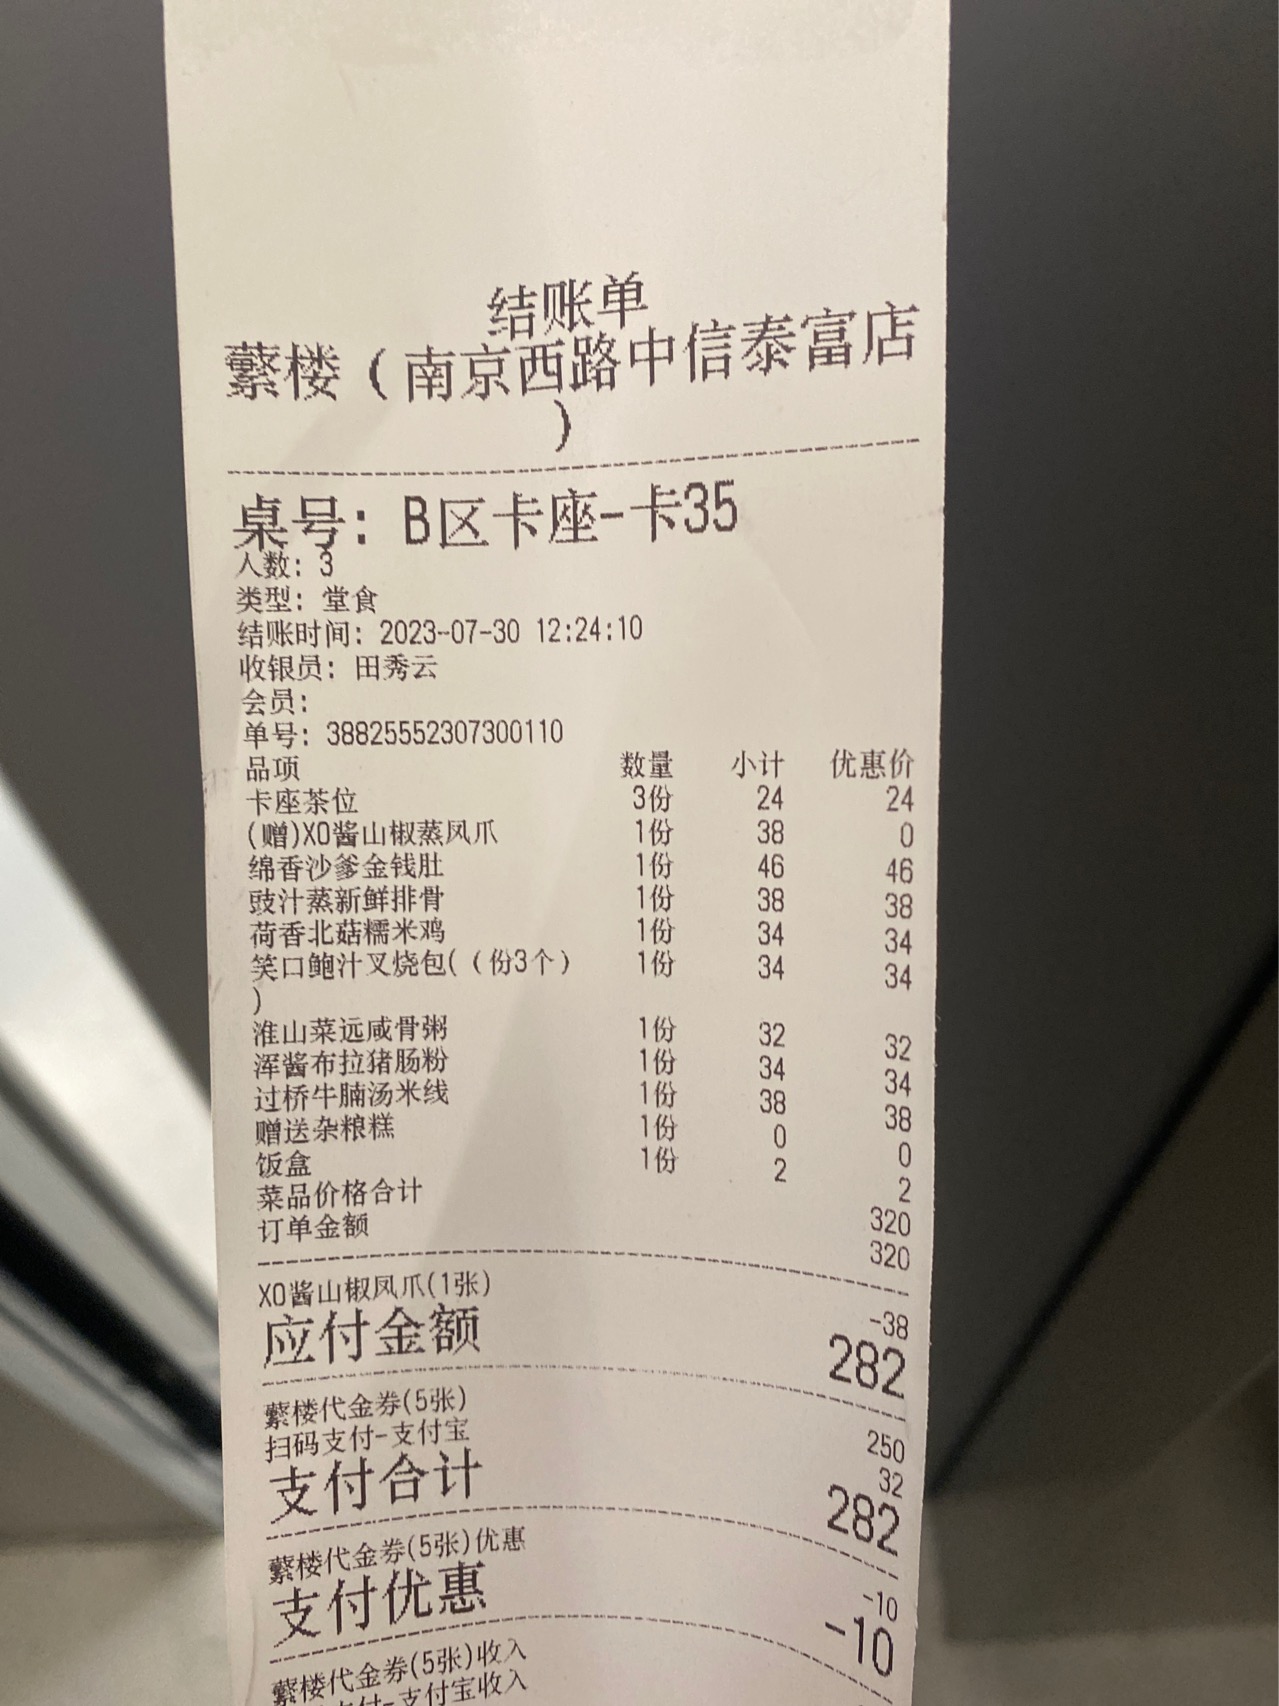 结账单
蘩楼（南京西路中信泰富店
）
桌号: B区卡座-卡35
人数: 3
类型: 堂食
结账时间: 2023-07-30 12:24:10
收银员: 田秀云
会员:
单号: 388255552307300110
品项 数量 小计 优惠价
卡座茶位 3份 24 24
(赠)XO酱山椒蒸凤爪 1份 38 0
绵香沙爹金钱肚 1份 46 46
豉汁蒸新鲜排骨 1份 38 38
荷香北菇糯米鸡 1份 34 34
笑口鲍汁叉烧包(（份3个） 1份 34 34
)
淮山菜远咸骨粥 1份 32 32
浑酱布拉猪肠粉 1份 34 34
过桥牛腩汤米线 1份 38 38
赠送杂粮糕 1份 0 0
饭盒 1份 2 2
菜品价格合计 320
订单金额 320
XO酱山椒凤爪(1张) -38
应付金额 282
蘩楼代金券(5张) 250
扫码支付-支付宝 32
支付合计 282
蘩楼代金券(5张)优惠 -10
支付优惠 -10
蘩楼代金券(5张)收入
支付-支付宝收入